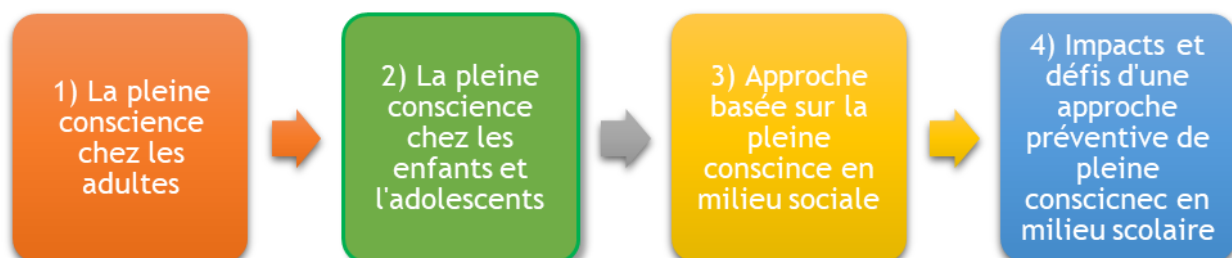 1) La pleine
conscience
chez les
adultes
2) La pleine
conscience
chez les
enfants et
l'adolescents
3) Approche
basée sur la
pleine
conscince en
milieu sociale
4) Impacts et
défis d'une
approche
préventive de
pleine
conscicnec en
milieu scolaire